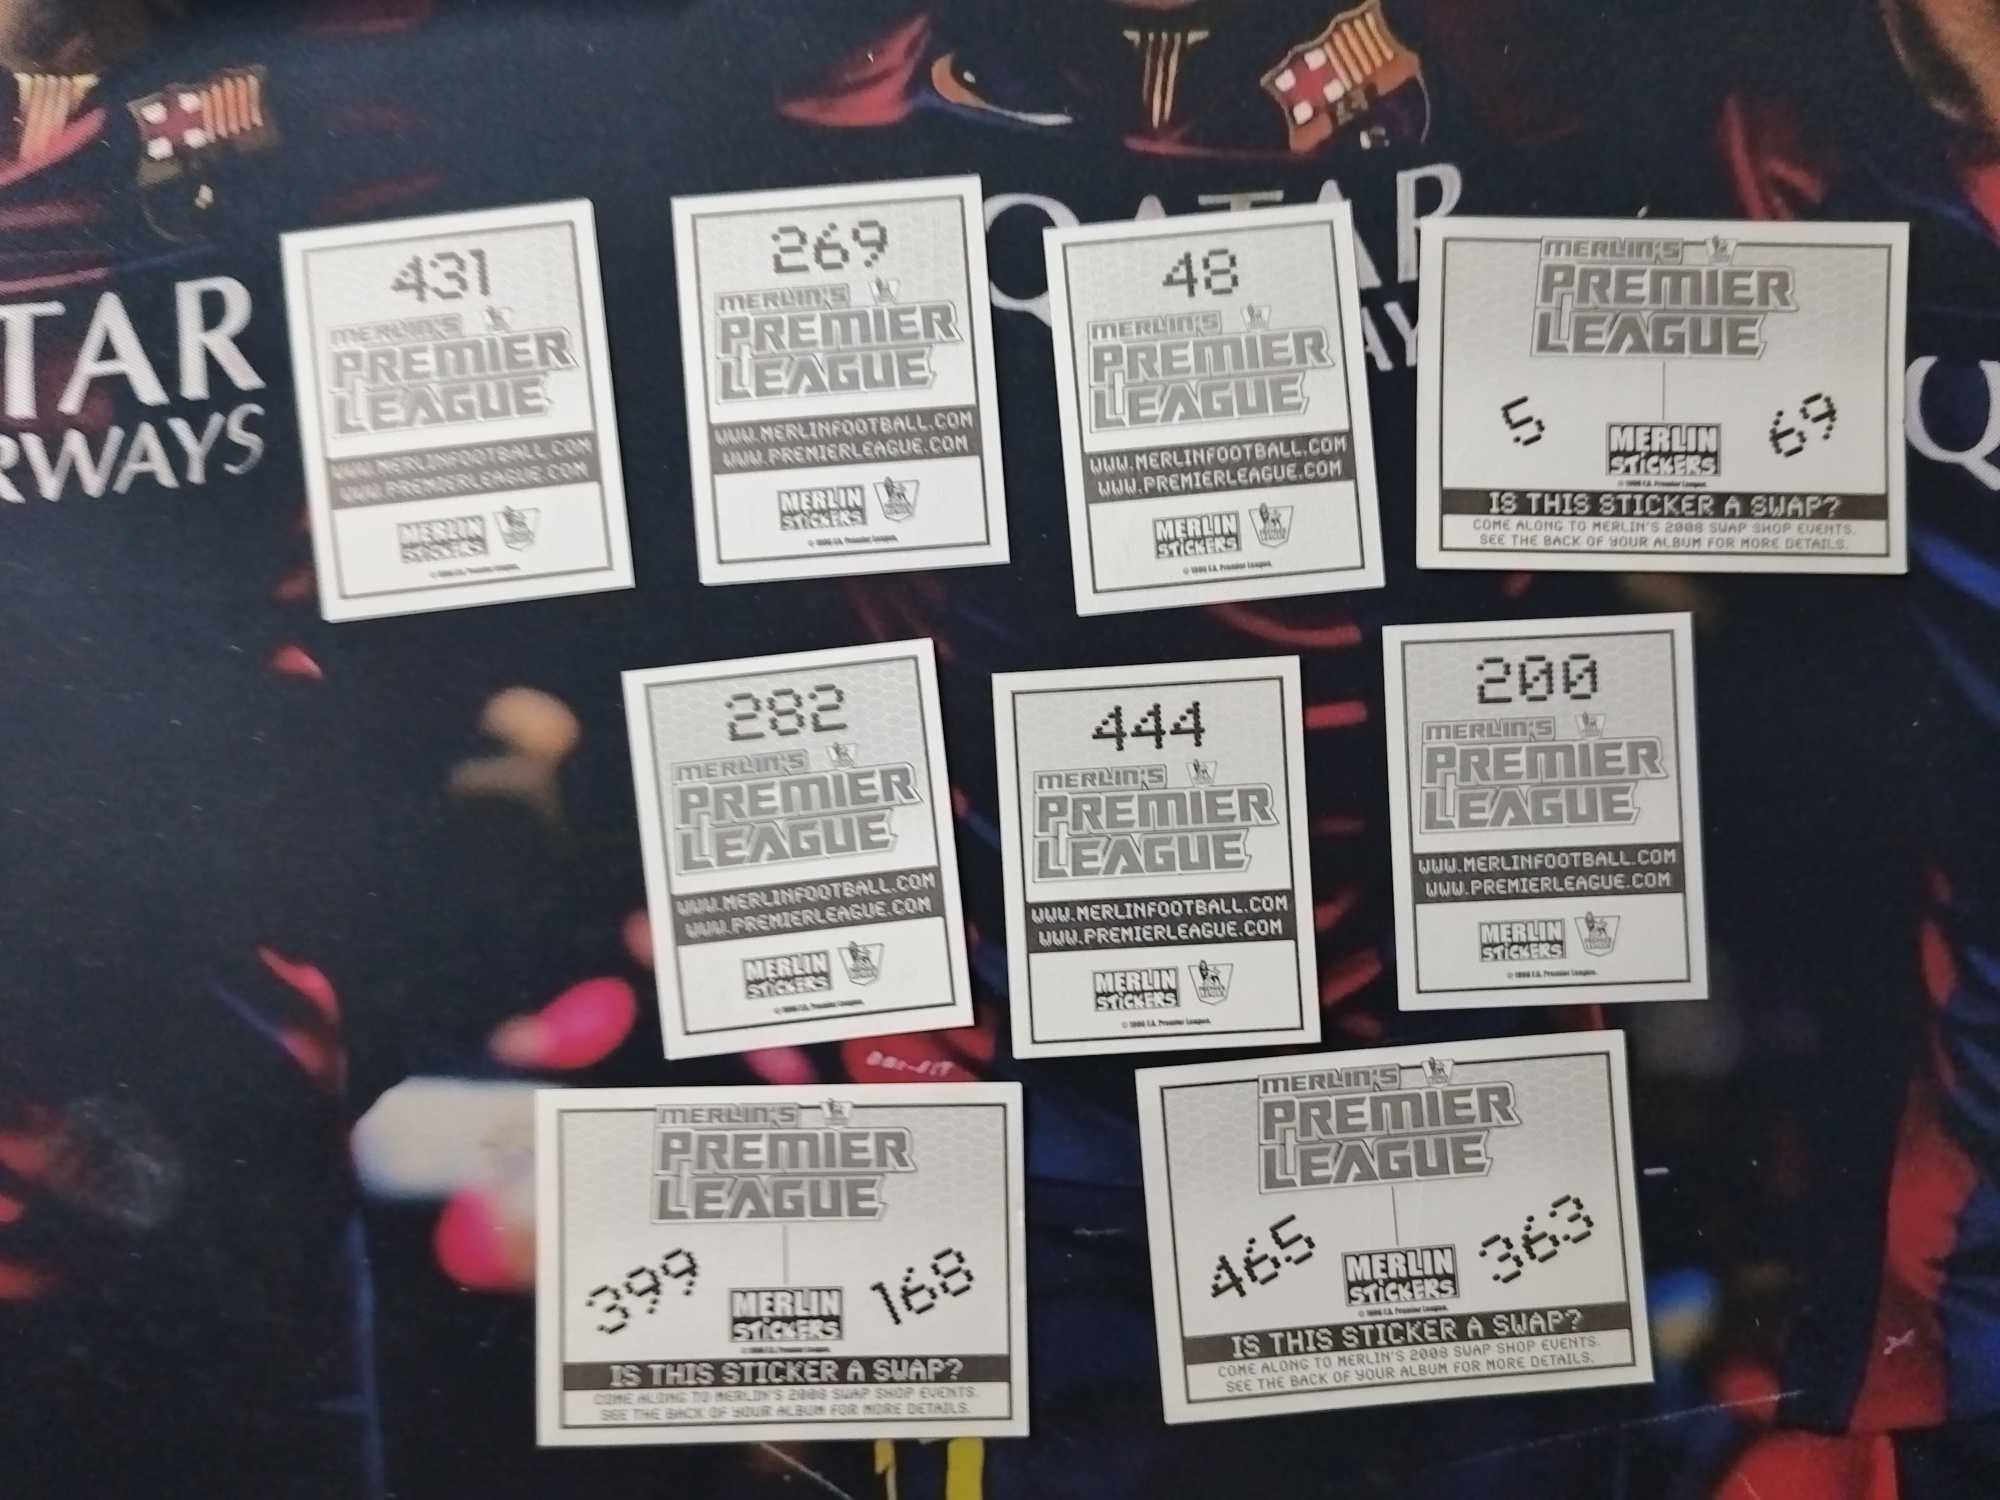 TAR
RWAYS
QATAR
AY
Q
431
MERLIN'S
PREMIER
LEAGUE
WWW.MERLINFOOTBALL.COM
WWW.PREMIERLEAGUE.COM
MERLIN
STICKERS
269
MERLIN'S
PREMIER
LEAGUE
WWW.MERLINFOOTBALL.COM
WWW.PREMIERLEAGUE.COM
MERLIN
STICKERS
48
MERLIN'S
PREMIER
LEAGUE
WWW.MERLINFOOTBALL.COM
WWW.PREMIERLEAGUE.COM
MERLIN
STICKERS
MERLIN'S
PREMIER
LEAGUE
5 69
MERLIN
STICKERS
IS THIS STICKER A SWAP?
COME ALONG TO MERLIN'S 2008 SWAP SHOP EVENTS.
SEE THE BACK OF YOUR ALBUM FOR MORE DETAILS.
282
MERLIN'S
PREMIER
LEAGUE
WWW.MERLINFOOTBALL.COM
WWW.PREMIERLEAGUE.COM
MERLIN
STICKERS
444
MERLIN'S
PREMIER
LEAGUE
WWW.MERLINFOOTBALL.COM
WWW.PREMIERLEAGUE.COM
MERLIN
STICKERS
200
MERLIN'S
PREMIER
LEAGUE
WWW.MERLINFOOTBALL.COM
WWW.PREMIERLEAGUE.COM
MERLIN
STICKERS
PREMIER
LEAGUE
MERLIN'S
PREMIER
LEAGUE
399 168
MERLIN
STICKERS
IS THIS STICKER A SWAP?
COME ALONG TO MERLIN'S 2008 SWAP SHOP EVENTS.
SEE THE BACK OF YOUR ALBUM FOR MORE DETAILS.
MERLIN'S
PREMIER
LEAGUE
465 363
MERLIN
STICKERS
IS THIS STICKER A SWAP?
COME ALONG TO MERLIN'S 2008 SWAP SHOP EVENTS.
SEE THE BACK OF YOUR ALBUM FOR MORE DETAILS.